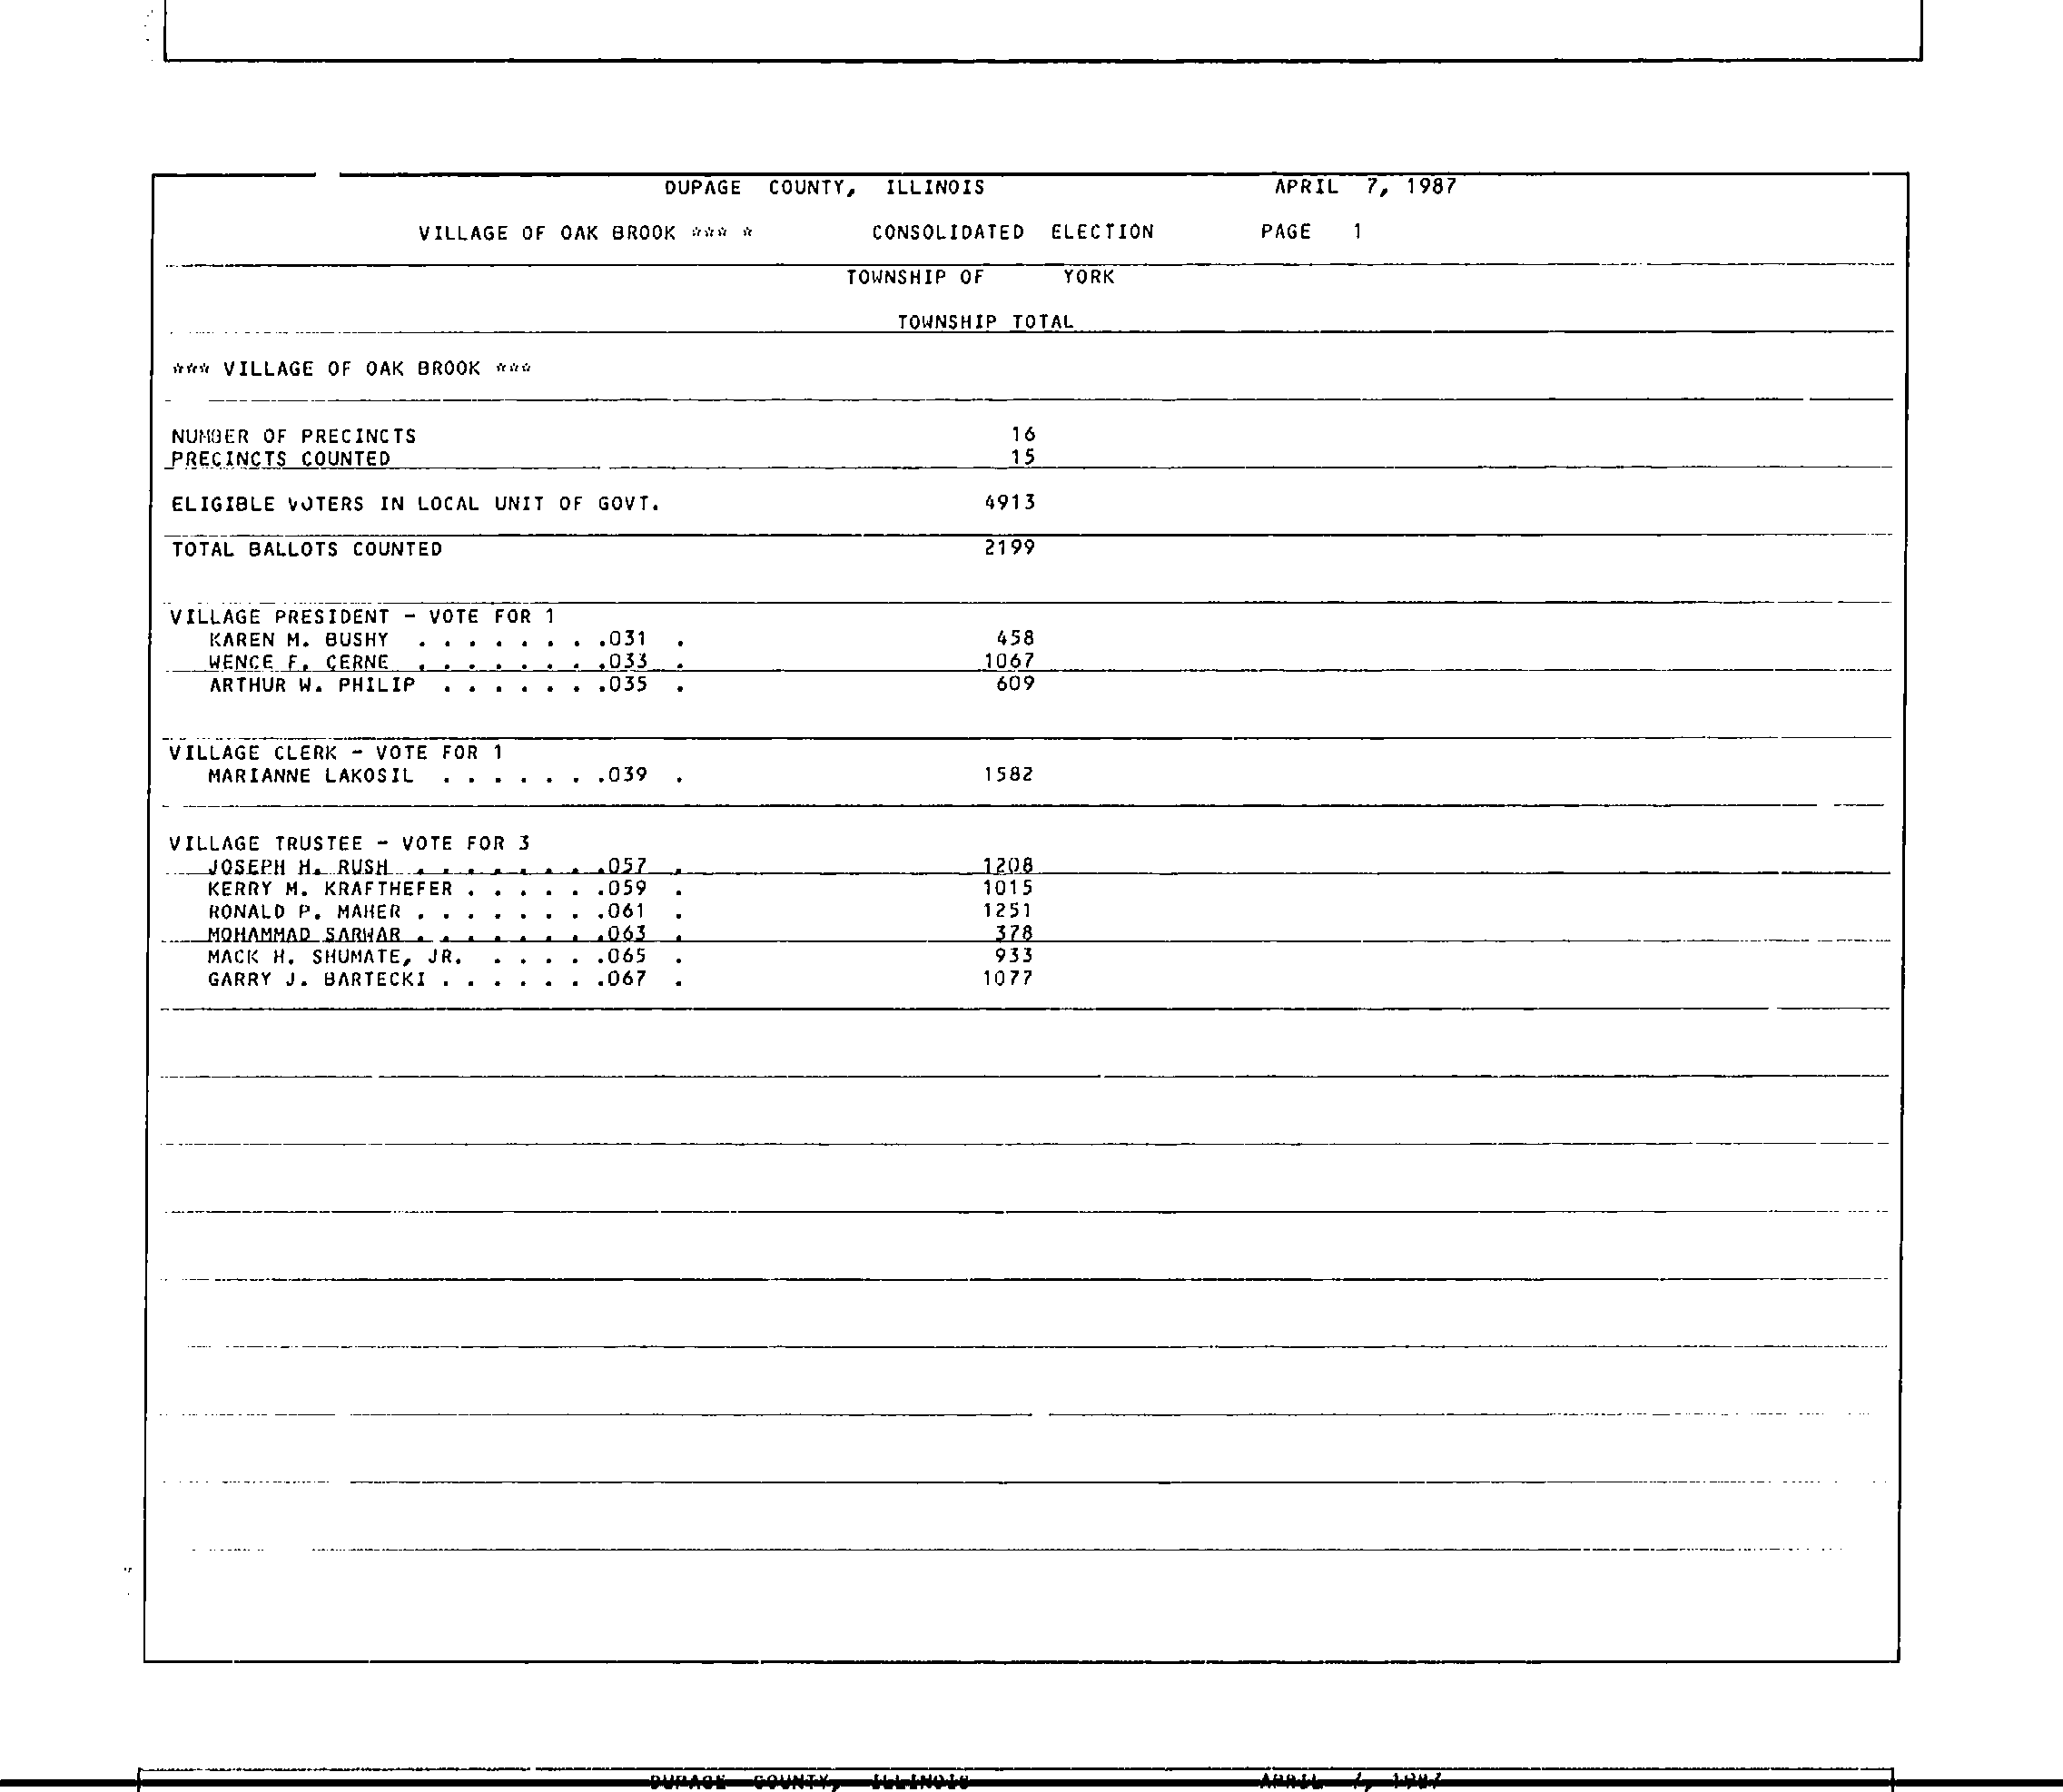 DUPAGE COUNTY, ILLINOIS APRIL 7, 1987
VILLAGE OF OAK BROOK *** * CONSOLIDATED ELECTION PAGE 1
TOWNSHIP OF YORK
TOWNSHIP TOTAL
*** VILLAGE OF OAK BROOK ***
NUMBER OF PRECINCTS 16
PRECINCTS COUNTED 15
ELIGIBLE VOTERS IN LOCAL UNIT OF GOVT. 4913
TOTAL BALLOTS COUNTED 2199
VILLAGE PRESIDENT - VOTE FOR 1
KAREN M. BUSHY . . . . . . . .031 . 458
WENCE F. CERNE . . . . . . . .033 . 1067
ARTHUR W. PHILIP . . . . . . .035 . 609
VILLAGE CLERK - VOTE FOR 1
MARIANNE LAKOSIL . . . . . . .039 . 1582
VILLAGE TRUSTEE - VOTE FOR 3
JOSEPH H. RUSH . . . . . . . .057 . 1208
KERRY M. KRAFTHEFER . . . . . .059 . 1015
RONALD P. MAHER . . . . . . . .061 . 1251
MOHAMMAD SARWAR . . . . . . . .063 . 378
MACK H. SHUMATE, JR. . . . . .065 . 933
GARRY J. BARTECKI . . . . . . .067 . 1077
DUPAGE COUNTY, ILLINOIS APRIL 7, 1987